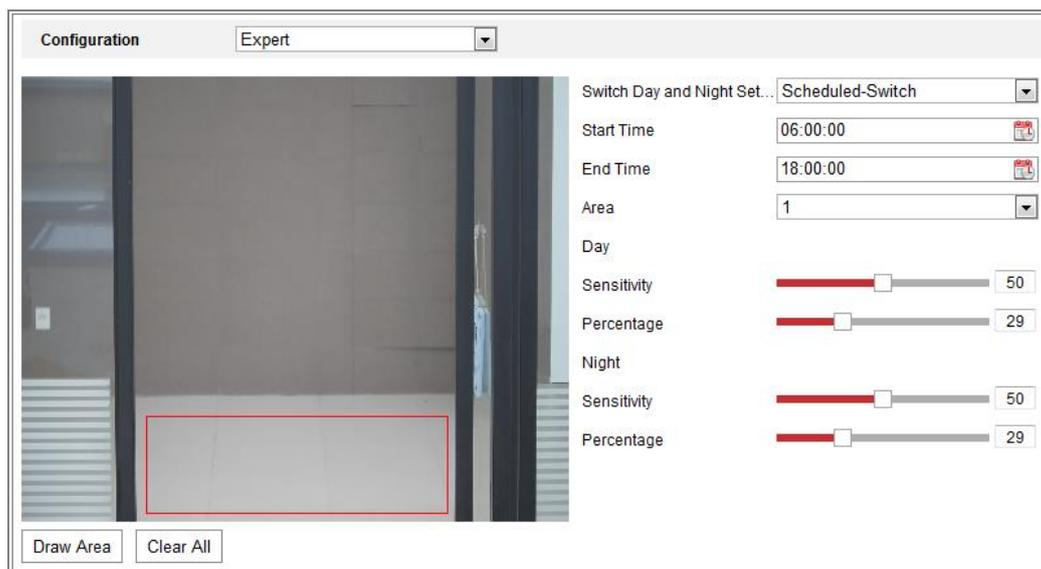 Configuration Expert
Switch Day and Night Set... Scheduled-Switch
Start Time 06:00:00
End Time 18:00:00
Area 1
Day
Sensitivity 50
Percentage 29
Night
Sensitivity 50
Percentage 29
Draw Area Clear All